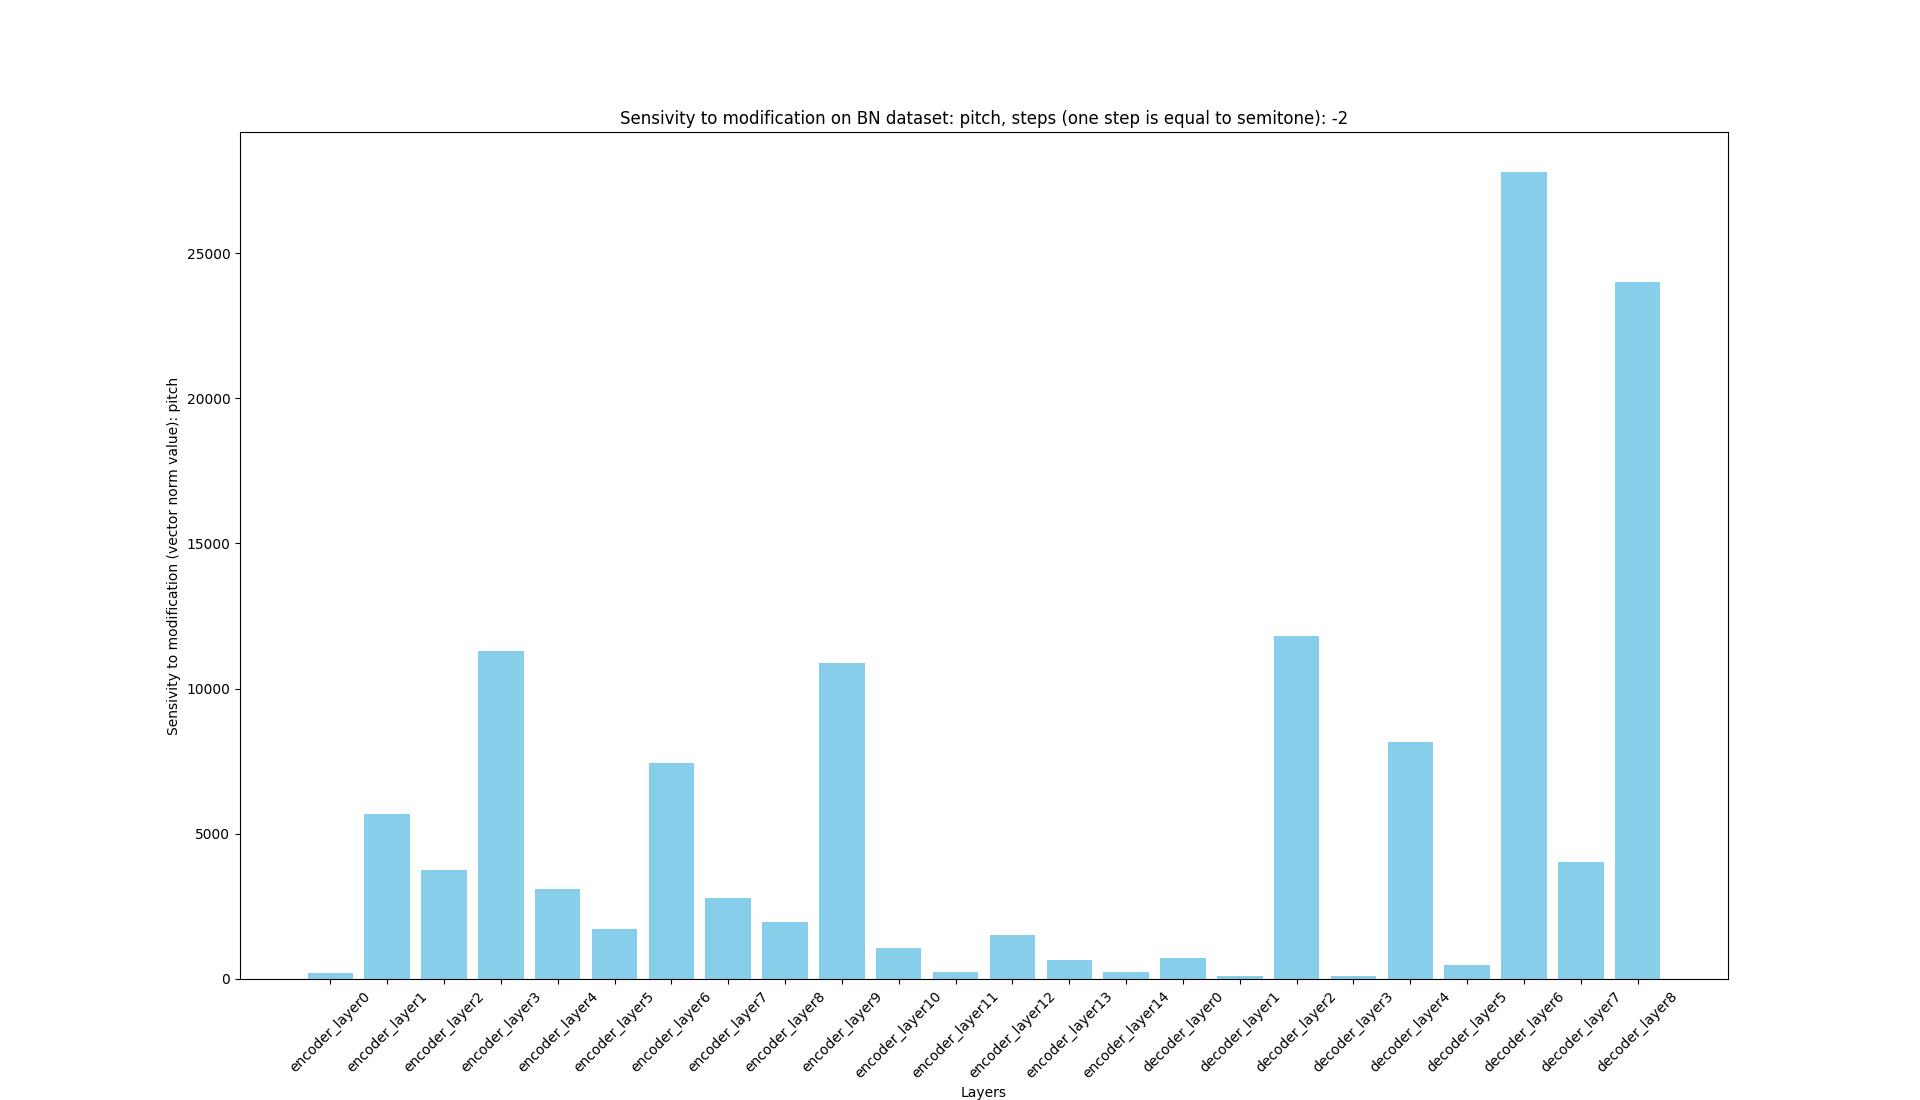 Sensivity to modification on BN dataset: pitch, steps (one step is equal to semitone): -2
Sensivity to modification (vector norm value): pitch
25000
20000
15000
10000
5000
0
encoder_layer0
encoder_layer1
encoder_layer2
encoder_layer3
encoder_layer4
encoder_layer5
encoder_layer6
encoder_layer7
encoder_layer8
encoder_layer9
encoder_layer10
encoder_layer11
encoder_layer12
encoder_layer13
encoder_layer14
decoder_layer0
decoder_layer1
decoder_layer2
decoder_layer3
decoder_layer4
decoder_layer5
decoder_layer6
decoder_layer7
decoder_layer8
Layers